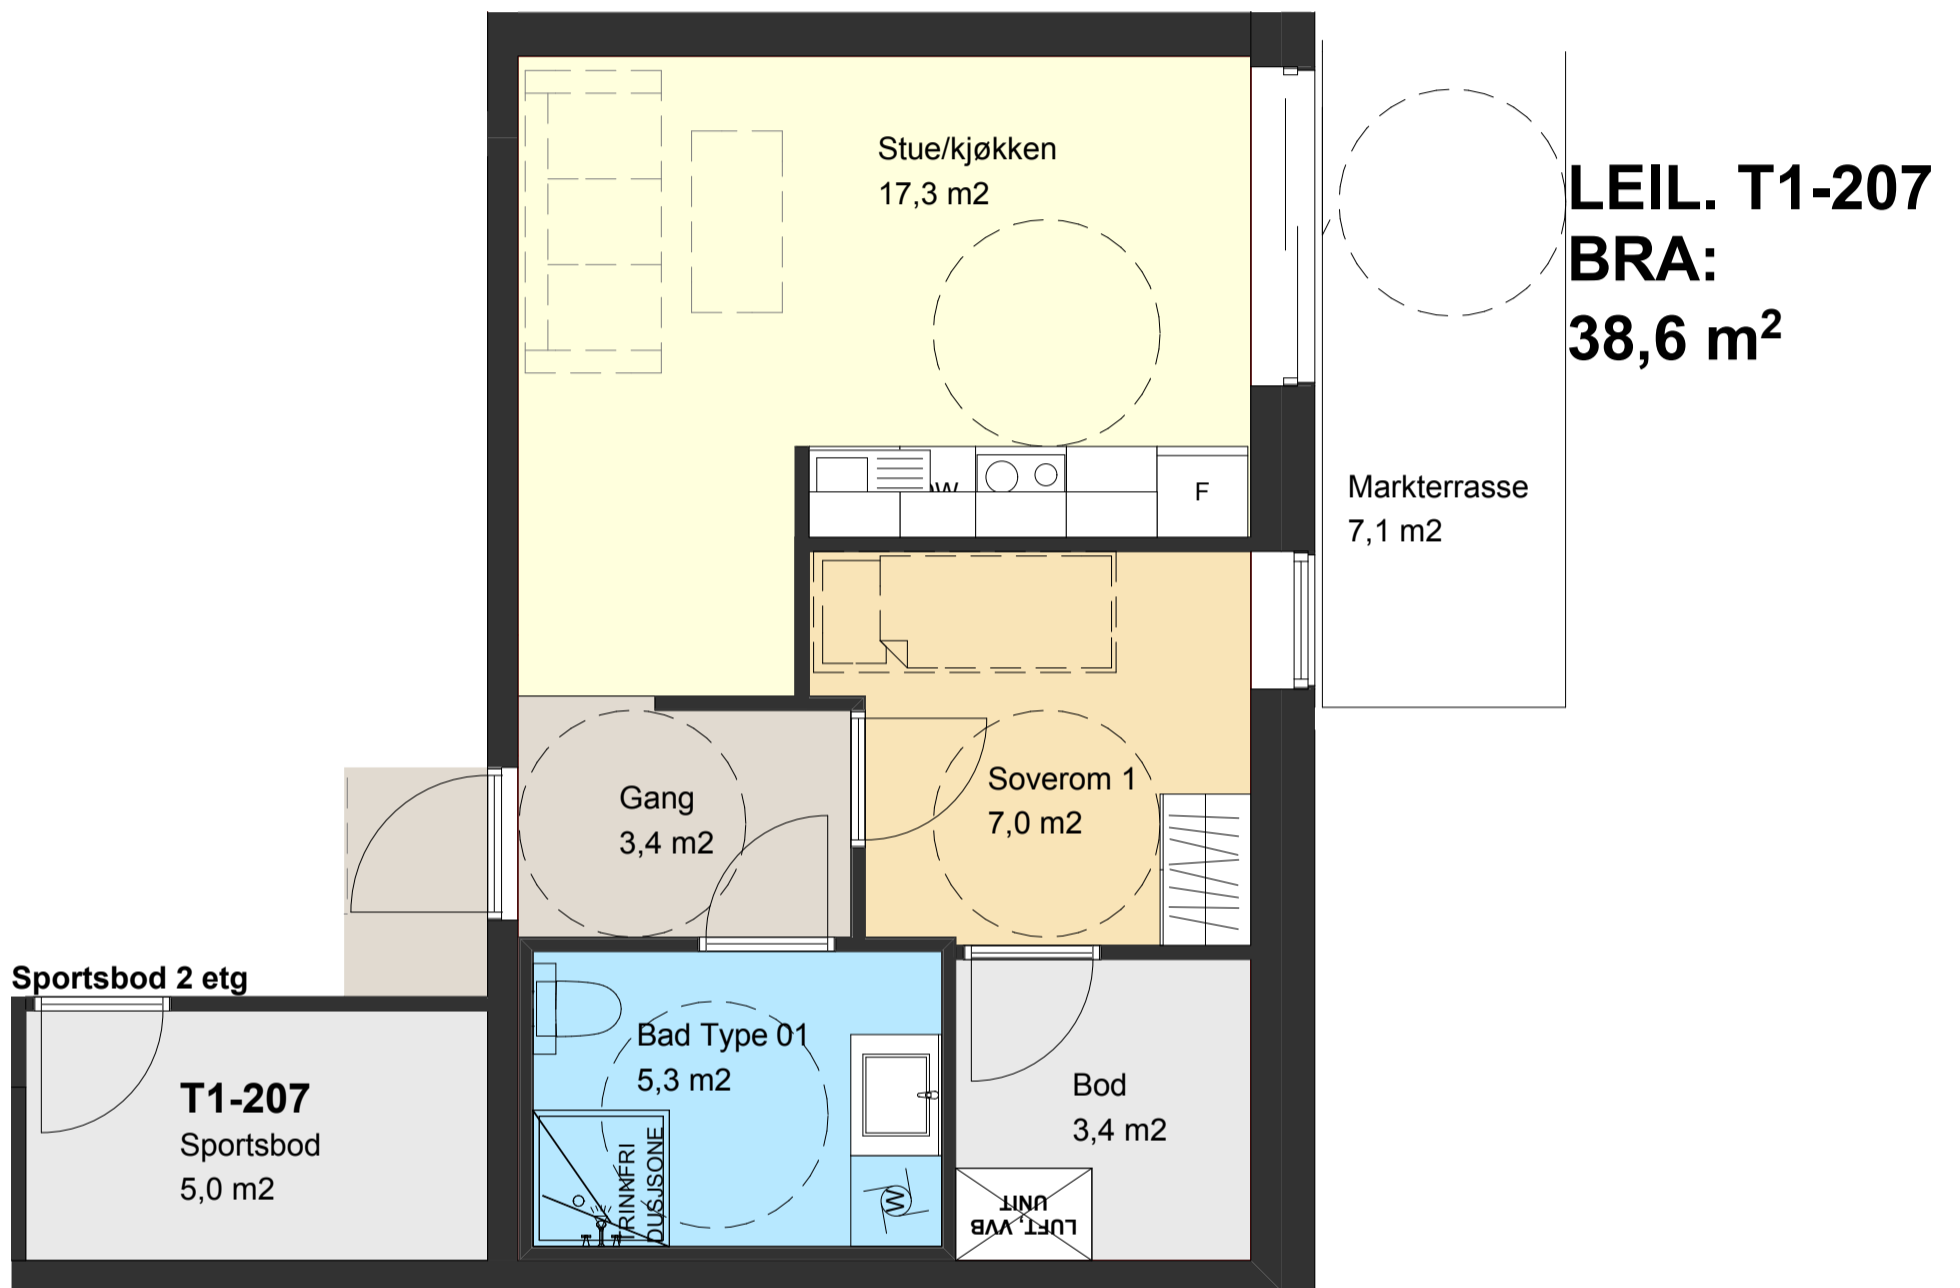 Stue/kjøkken
17,3 m2
LEIL. T1-207
BRA:
38,6 m²
DW
F
Markterrasse
7,1 m2
Gang
3,4 m2
Soverom 1
7,0 m2
Sportsbod 2 etg
T1-207
Sportsbod
5,0 m2
Bad Type 01
5,3 m2
TRINNFRI
DUSJSONE
W
Bod
3,4 m2
LUFT, VVB
UNIT